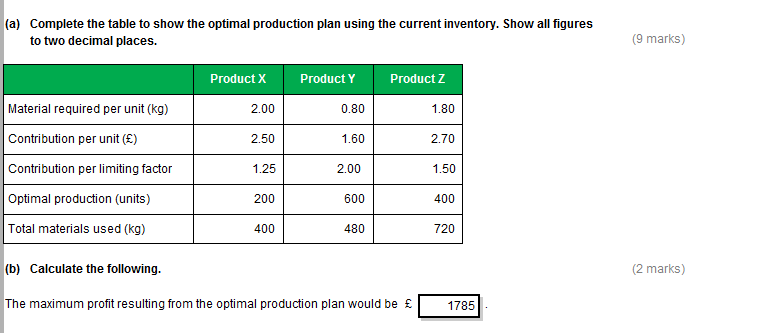 (a) Complete the table to show the optimal production plan using the current inventory. Show all figures
to two decimal places. (9 marks)
Product X Product Y Product Z
Material required per unit (kg) 2.00 0.80 1.80
Contribution per unit (£) 2.50 1.60 2.70
Contribution per limiting factor 1.25 2.00 1.50
Optimal production (units) 200 600 400
Total materials used (kg) 400 480 720
(b) Calculate the following. (2 marks)
The maximum profit resulting from the optimal production plan would be £ 1785 .